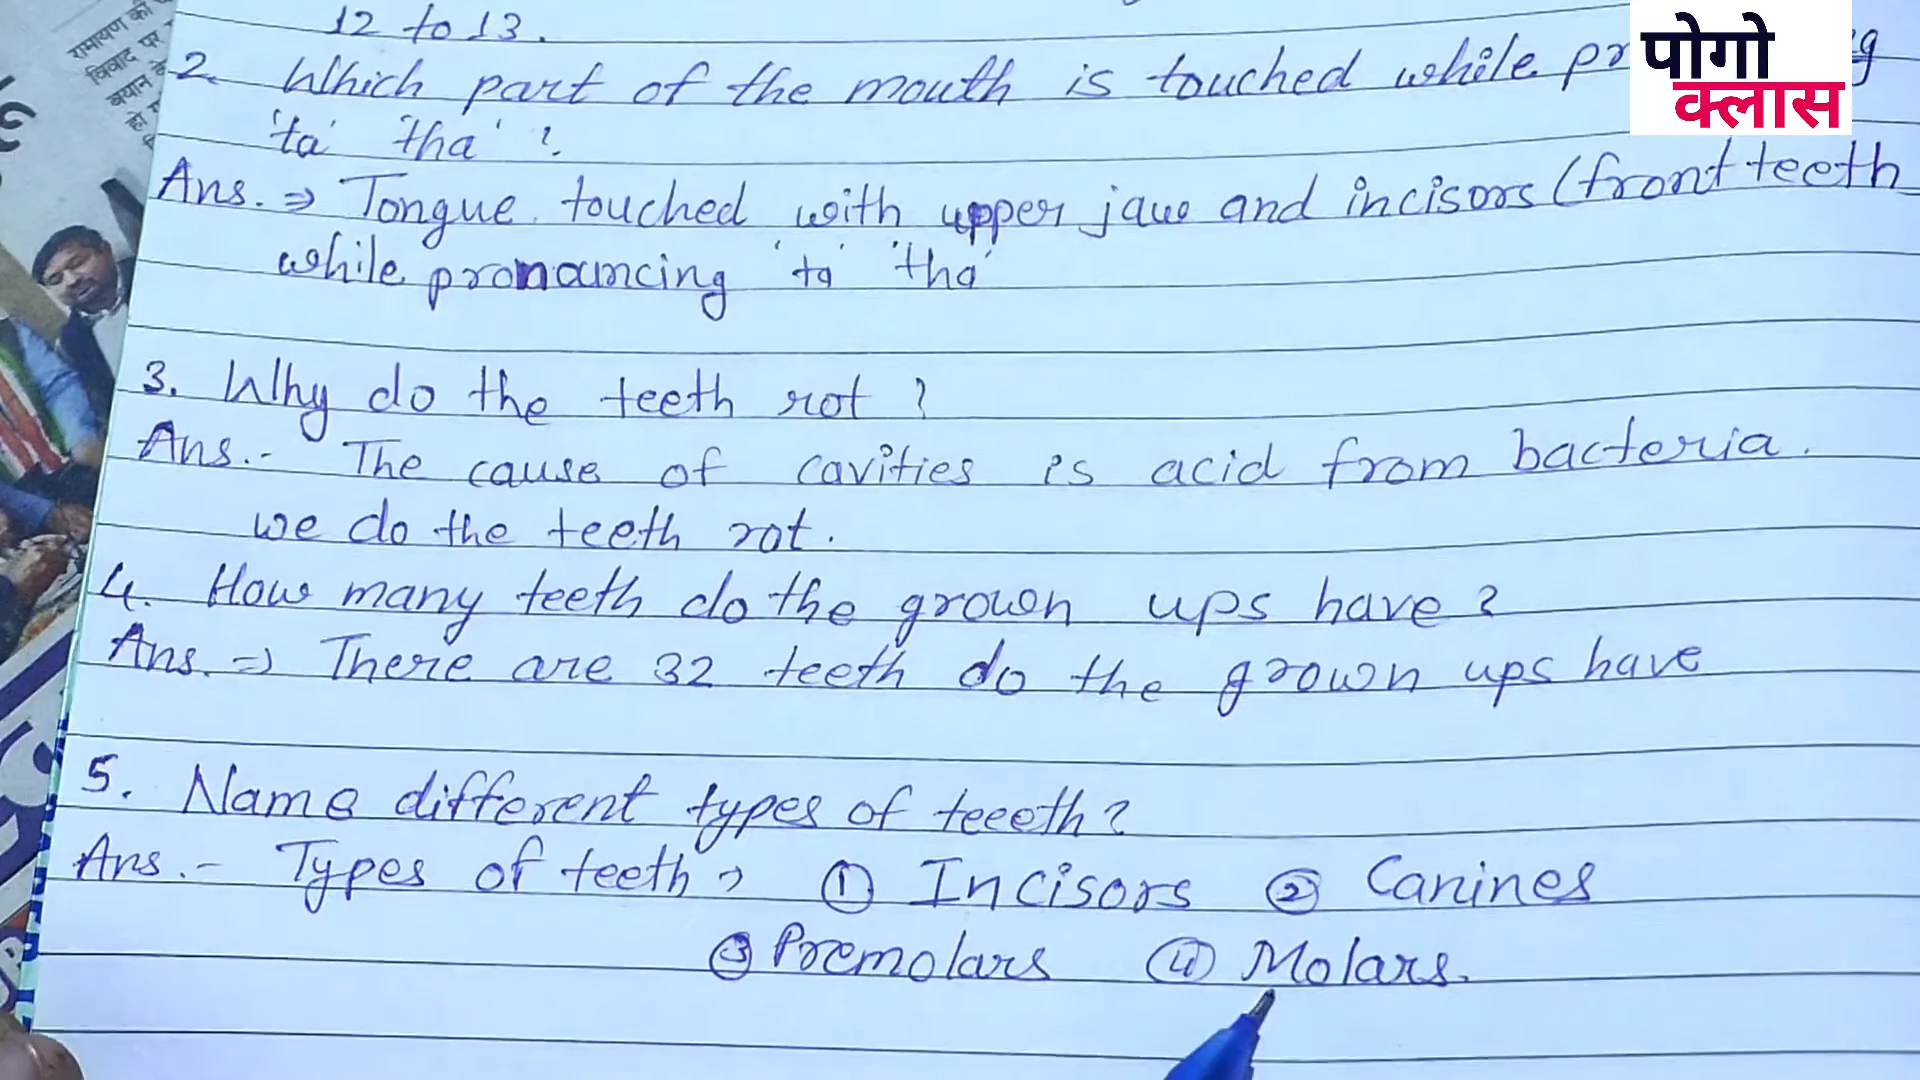 12 to 13.
2. Which part of the mouth is touched while pr
'ta' 'tha' ?
Ans. ⇒ Tongue touched with upper jaw and incisors (front teeth
while pronouncing 'ta' 'tha'
3. Why do the teeth rot ?
Ans.- The cause of cavities is acid from bacteria.
we do the teeth rot.
4. How many teeth do the grown ups have ?
Ans. ⇒ There are 32 teeth do the grown ups have
5. Name different types of teeeth ?
Ans.- Types of teeth → ① Incisors ② Canines
③ Premolars ④ Molars.
पोगो
क्लास
रामायण की
विवाद पर
बयान के